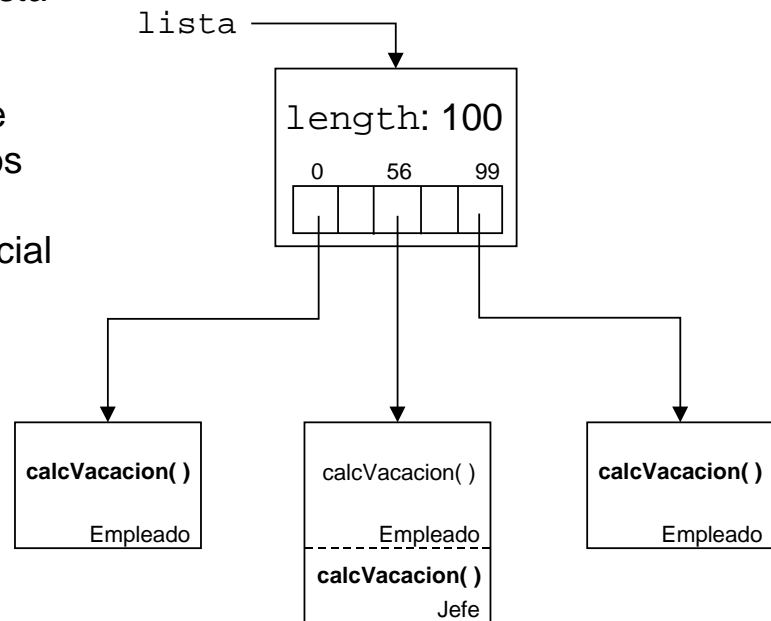 lista
length: 100
0 56 99
calcVacacion( )
Empleado
calcVacacion( )
Empleado
calcVacacion( )
Jefe
calcVacacion( )
Empleado